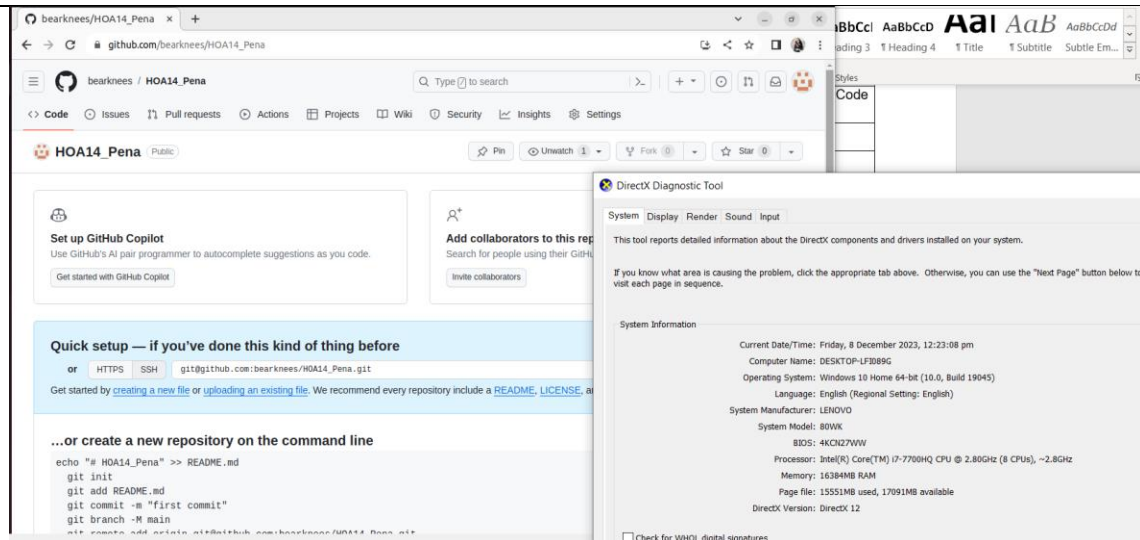 bearknees/HOA14_Pena
github.com/bearknees/HOA14_Pena
bearknees / HOA14_Pena
Type / to search
Code Issues Pull requests Actions Projects Wiki Security Insights Settings
HOA14_Pena Public
Pin Unwatch 1 Fork 0 Star 0
Set up GitHub Copilot
Use GitHub's AI pair programmer to autocomplete suggestions as you code.
Get started with GitHub Copilot
Add collaborators to this rep
Search for people using their GitHu
Invite collaborators
Quick setup — if you've done this kind of thing before
or HTTPS SSH git@github.com:bearknees/HOA14_Pena.git
Get started by creating a new file or uploading an existing file. We recommend every repository include a README, LICENSE, a
…or create a new repository on the command line
echo "# HOA14_Pena" >> README.md
git init
git add README.md
git commit -m "first commit"
git branch -M main
git remote add origin git@github.com:bearknees/HOA14_Pena.git
BbCcl AaBbCcD AaI AaB AaBbCcDd
ading 3 ¶ Heading 4 ¶ Title ¶ Subtitle Subtle Em...
Styles
Code
DirectX Diagnostic Tool
System Display Render Sound Input
This tool reports detailed information about the DirectX components and drivers installed on your system.
If you know what area is causing the problem, click the appropriate tab above. Otherwise, you can use the "Next Page" button below to
visit each page in sequence.
System Information
Current Date/Time: Friday, 8 December 2023, 12:23:08 pm
Computer Name: DESKTOP-LFI089G
Operating System: Windows 10 Home 64-bit (10.0, Build 19045)
Language: English (Regional Setting: English)
System Manufacturer: LENOVO
System Model: 80WK
BIOS: 4KCN27WW
Processor: Intel(R) Core(TM) i7-7700HQ CPU @ 2.80GHz (8 CPUs), ~2.8GHz
Memory: 16384MB RAM
Page file: 15551MB used, 17091MB available
DirectX Version: DirectX 12
Check for WHQL digital signatures